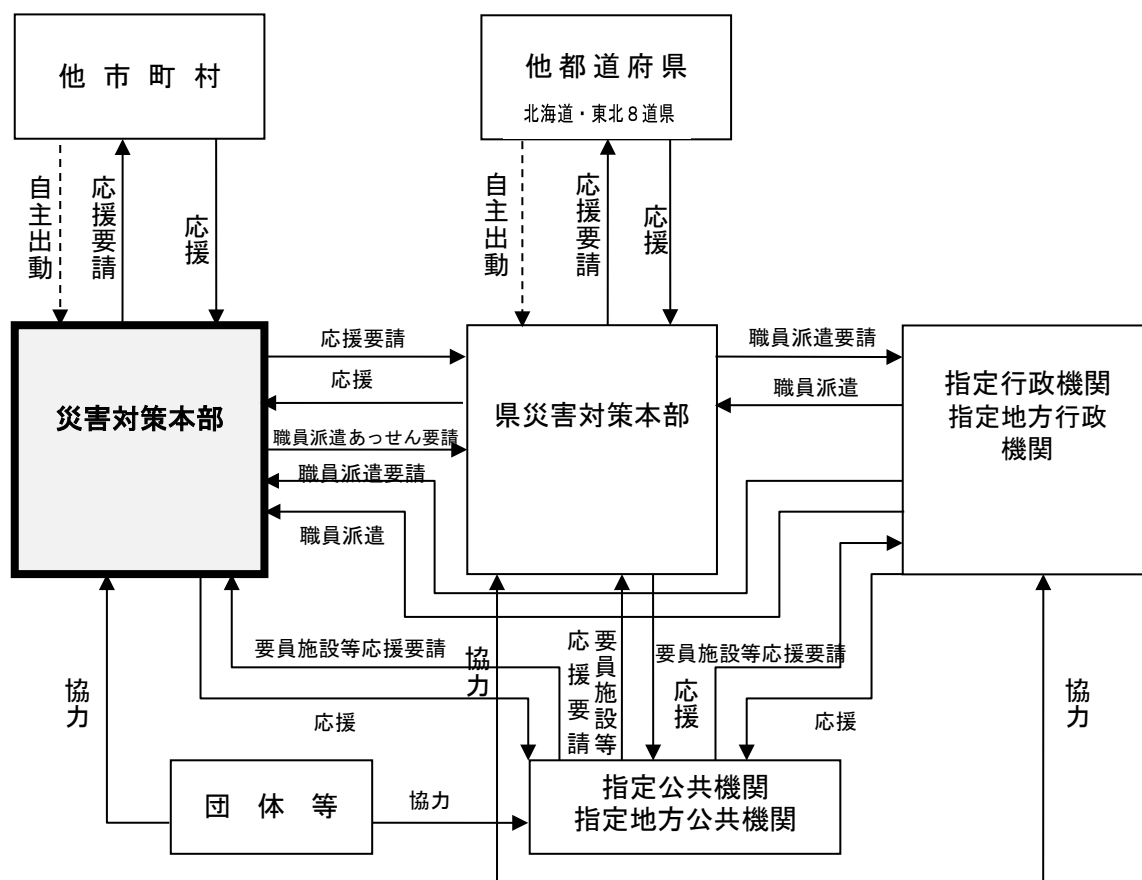 他市町村
他都道府県
北海道・東北８道県
自主出動
応援要請
応援
自主出動
応援要請
応援
災害対策本部
応援要請
応援
職員派遣あっせん要請
職員派遣要請
職員派遣
県災害対策本部
職員派遣要請
職員派遣
指定行政機関
指定地方行政
機関
要員施設等応援要請
応援
協力
協力
要員施設等
応援要請
応援
要員施設等応援要請
応援
協力
団体等
協力
指定公共機関
指定地方公共機関